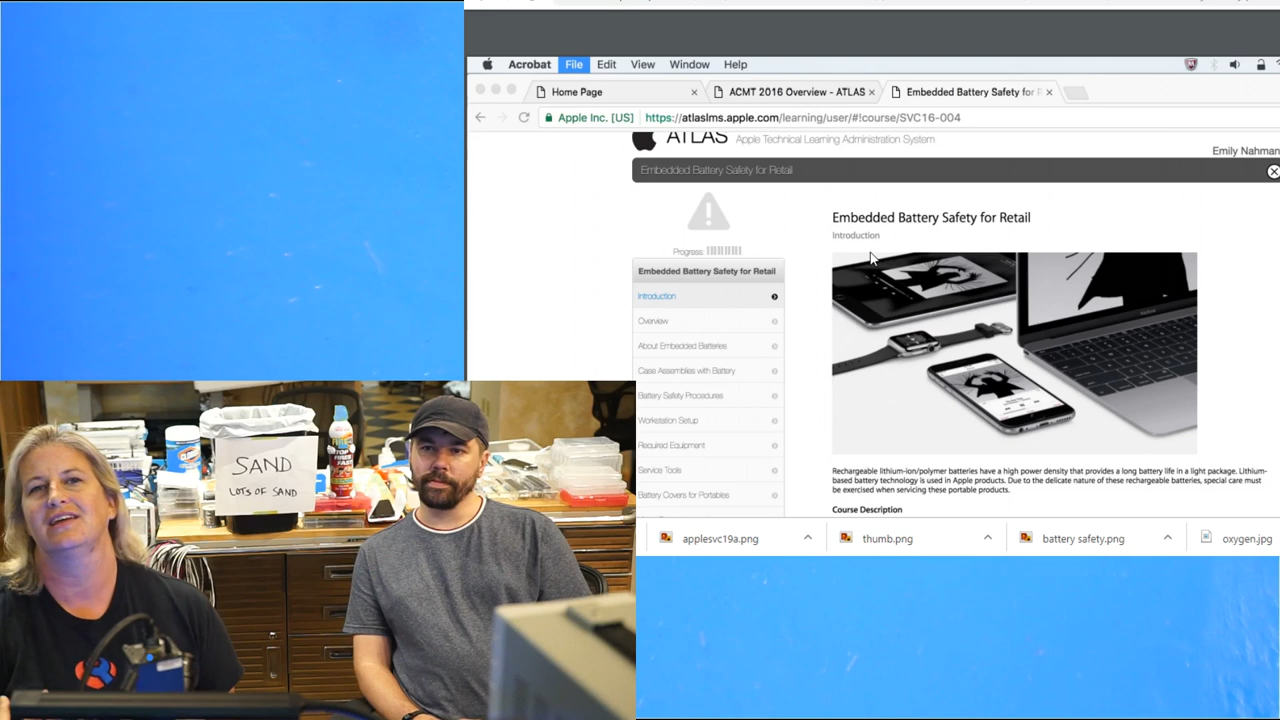 Acrobat File Edit View Window Help
Home Page × ACMT 2016 Overview - ATLAS × Embedded Battery Safety for R ×
Apple Inc. [US] https://atlaslms.apple.com/learning/user/#!course/SVC16-004
ATLAS Apple Technical Learning Administration System
Emily Nahman
Embedded Battery Safety for Retail
Progress:
Embedded Battery Safety for Retail
Introduction
Overview
About Embedded Batteries
Case Assemblies with Battery
Battery Safety Procedures
Workstation Setup
Required Equipment
Service Tools
Battery Covers for Portables
Embedded Battery Safety for Retail
Introduction
Rechargeable lithium-ion/polymer batteries have a high power density that provides a long battery life in a light package. Lithium-
based battery technology is used in Apple products. Due to the delicate nature of these rechargeable batteries, special care must
be exercised when servicing these portable products.
Course Description
applesvc19a.png thumb.png battery safety.png oxygen.jpg
SAND
LOTS OF SAND